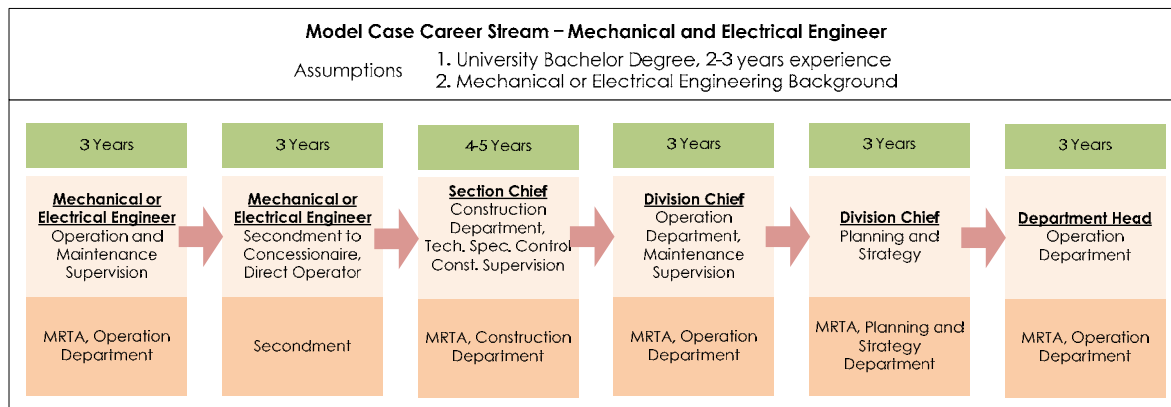 Model Case Career Stream – Mechanical and Electrical Engineer
Assumptions
1. University Bachelor Degree, 2-3 years experience
2. Mechanical or Electrical Engineering Background
3 Years
3 Years
4-5 Years
3 Years
3 Years
3 Years
Mechanical or
Electrical Engineer
Operation and
Maintenance
Supervision
Mechanical or
Electrical Engineer
Secondment to
Concessionaire,
Direct Operator
Section Chief
Construction
Department,
Tech. Spec. Control
Const. Supervision
Division Chief
Operation
Department,
Maintenance
Supervision
Division Chief
Planning and
Strategy
Department Head
Operation
Department
MRTA, Operation
Department
Secondment
MRTA, Construction
Department
MRTA, Operation
Department
MRTA, Planning and
Strategy
Department
MRTA, Operation
Department